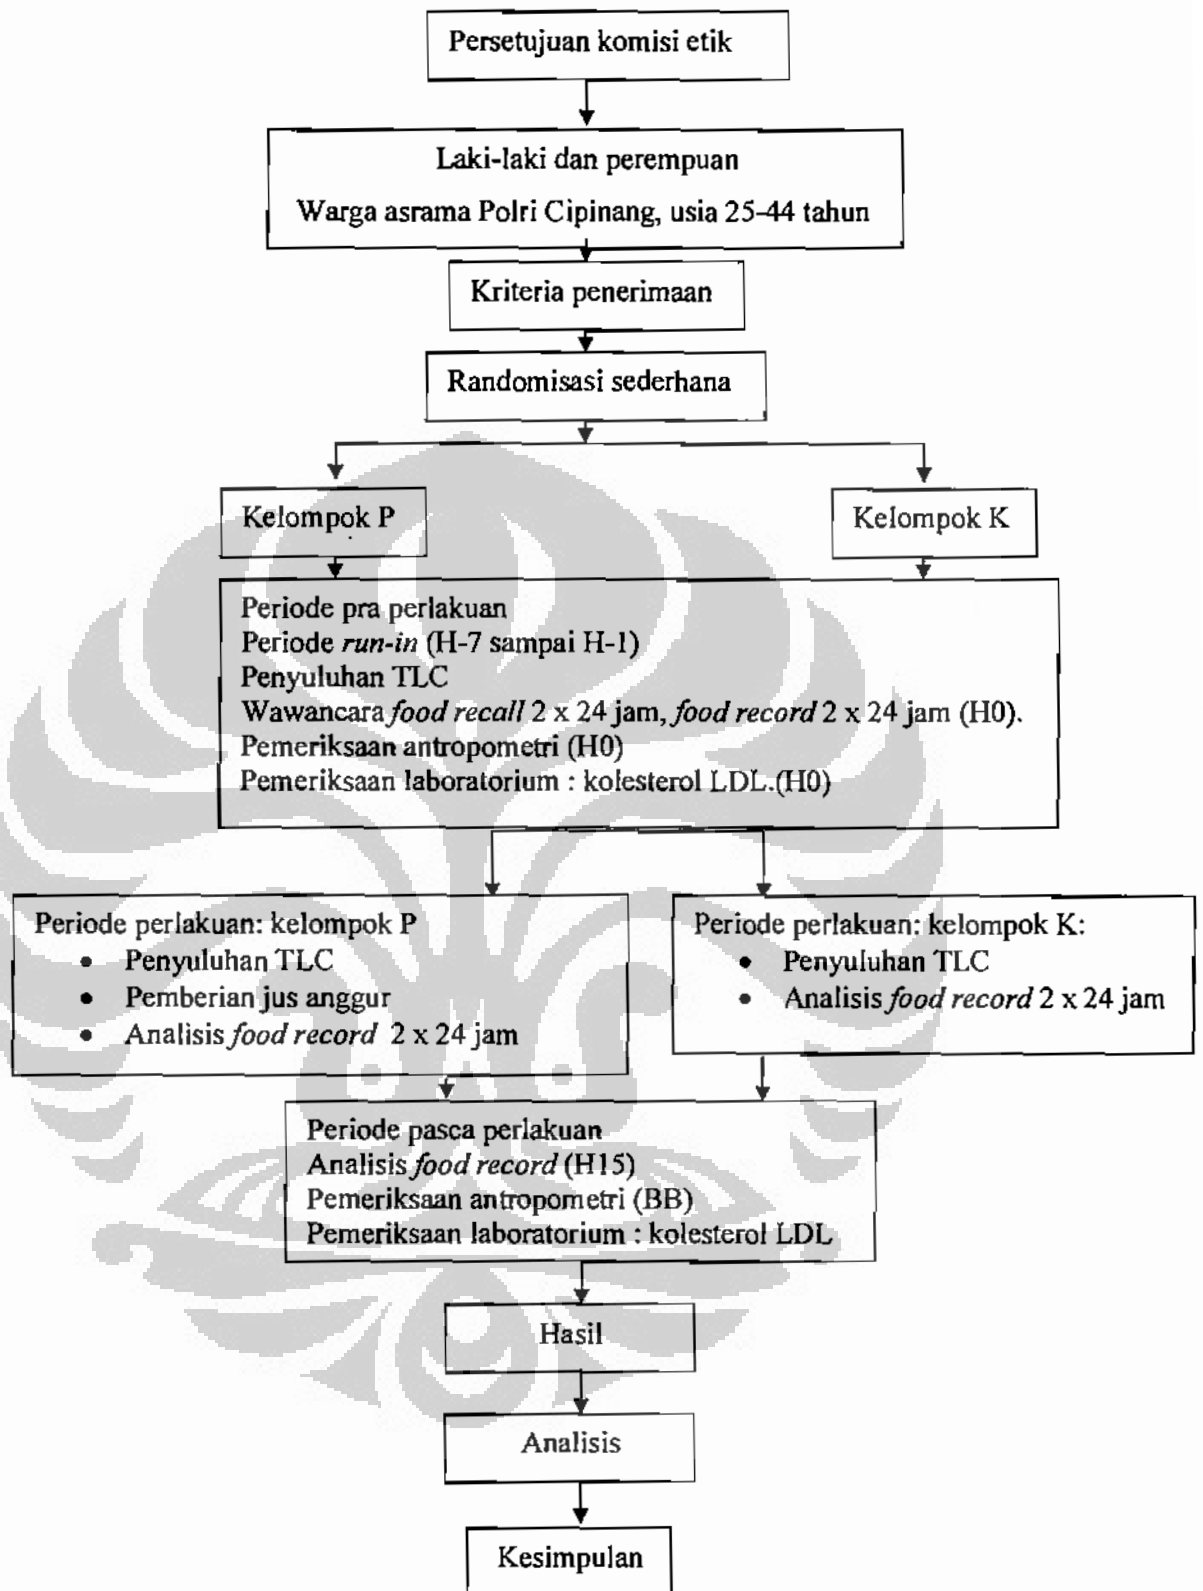 Persetujuan komisi etik
Laki-laki dan perempuan
Warga asrama Polri Cipinang, usia 25-44 tahun
Kriteria penerimaan
Randomisasi sederhana
Kelompok P
Kelompok K
Periode pra perlakuan
Periode run-in (H-7 sampai H-1)
Penyuluhan TLC
Wawancara food recall 2 x 24 jam, food record 2 x 24 jam (H0).
Pemeriksaan antropometri (H0)
Pemeriksaan laboratorium : kolesterol LDL.(H0)
Periode perlakuan: kelompok P
• Penyuluhan TLC
• Pemberian jus anggur
• Analisis food record 2 x 24 jam
Periode perlakuan: kelompok K:
• Penyuluhan TLC
• Analisis food record 2 x 24 jam
Periode pasca perlakuan
Analisis food record (H15)
Pemeriksaan antropometri (BB)
Pemeriksaan laboratorium : kolesterol LDL
Hasil
Analisis
Kesimpulan